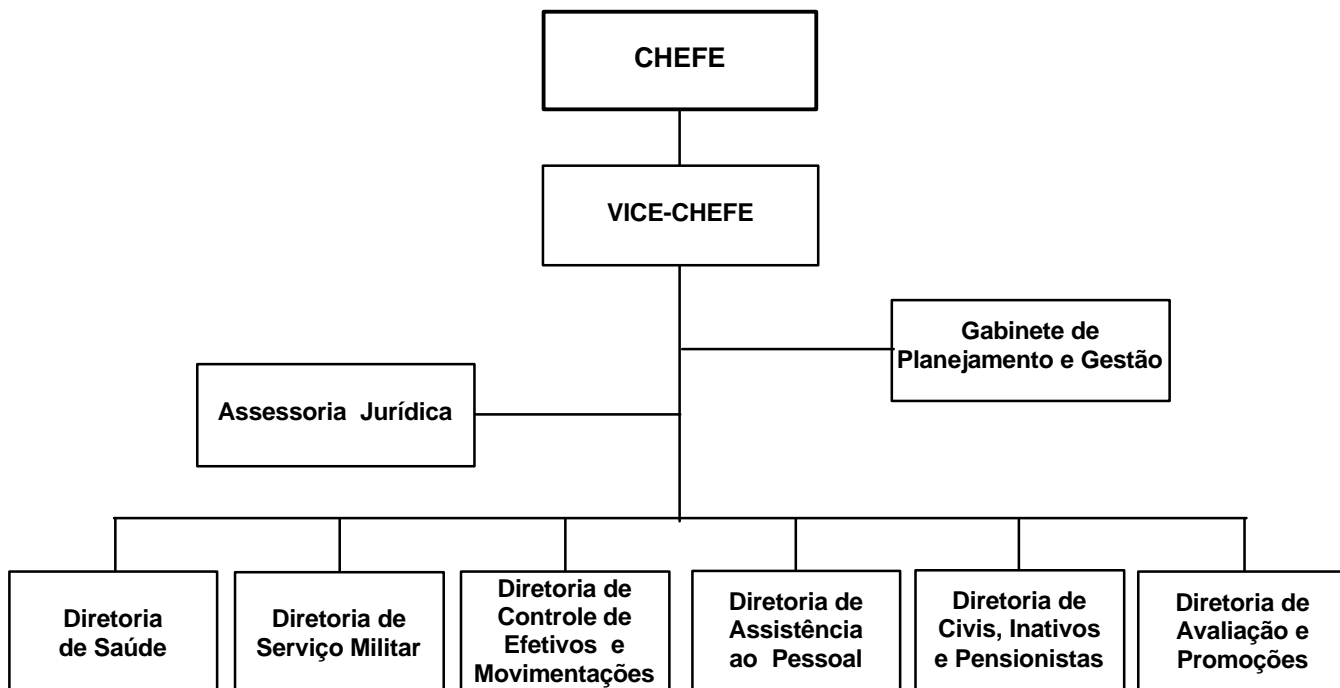 CHEFE
VICE-CHEFE
Gabinete de
Planejamento e Gestão
Assessoria Jurídica
Diretoria
de Saúde
Diretoria de
Serviço Militar
Diretoria de
Controle de
Efetivos e
Movimentações
Diretoria de
Assistência
ao Pessoal
Diretoria de
Civis, Inativos
e Pensionistas
Diretoria de
Avaliação e
Promoções